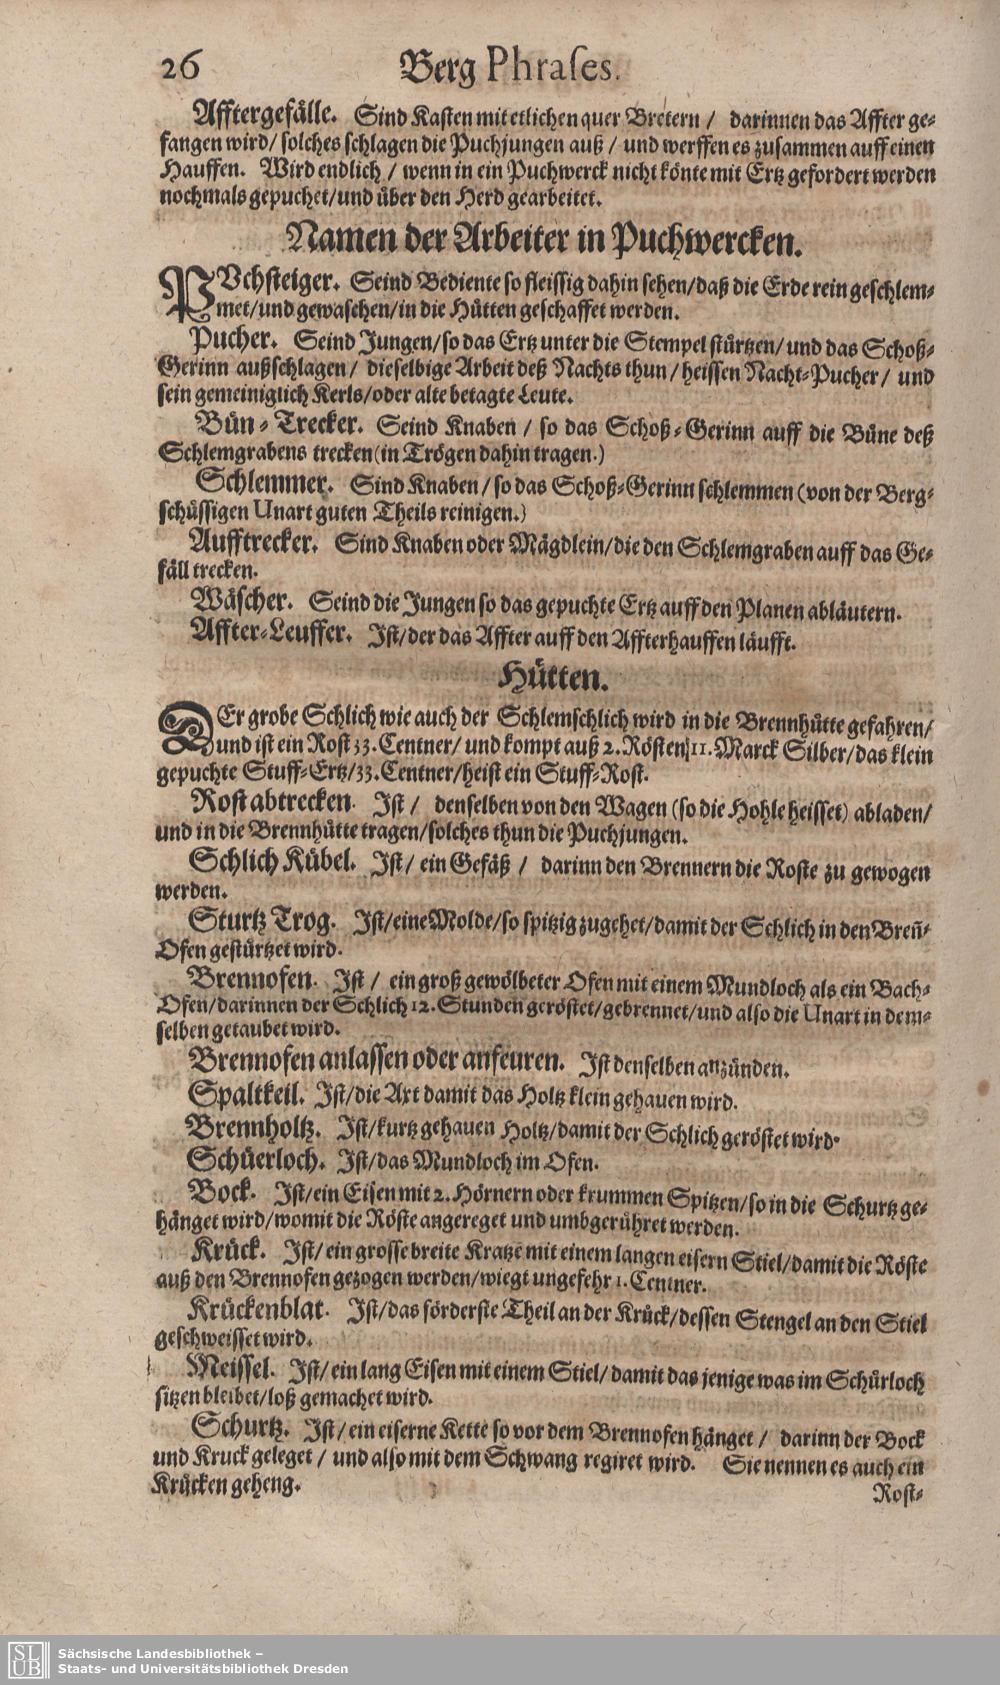 26 Berg Phrases.
Afftergefälle. Sind Kasten mit etlichen quer Bretern / darinnen das Affter ge-
fangen wird / solches schlagen die Puchjungen auß / und werffen es zusammen auff einen
Hauffen. Wird endlich / wenn in ein Puchwerck nicht könte mit Ertz gefordert werden
nochmals gepuchet / und über den Herd gearbeitet.
Namen der Arbeiter in Puchwercken.
PUchsteiger. Seind Bediente so fleissig dahin sehen / daß die Erde rein geschlem-
met / und gewaschen / in die Hütten geschaffet werden.
Pucher. Seind Jungen / so das Ertz unter die Stempel stürtzen / und das Schoß-
Gerinn außschlagen / dieselbige Arbeit deß Nachts thun / heissen Nacht-Pucher / und
sein gemeiniglich Kerls / oder alte betagte Leute.
Bün-Trecker. Seind Knaben / so das Schoß-Gerinn auff die Büne deß
Schlemgrabens trecken (in Trögen dahin tragen.)
Schlemmer. Sind Knaben / so das Schoß-Gerinn schlemmen (von der Berg-
schüssigen Unart guten Theils reinigen.)
Aufftrecker. Sind Knaben oder Mägdlein / die den Schlemgraben auff das Ge-
fäll trecken.
Wäscher. Seind die Jungen so das gepuchte Ertz auff den Planen abläutern.
Affter-Leuffer. Ist / der das Affter auff den Affterhauffen läufft.
Hütten.
DEr grobe Schlich wie auch der Schlemschlich wird in die Brennhütte gefahren /
und ist ein Rost 33. Centner / und kompt auß 2. Rösten 11. Marck Silber / das klein
gepuchte Stuff-Ertz / 33. Centner / heist ein Stuff-Rost.
Rost abtrecken. Ist / denselben von den Wagen (so die Hohle heisset) abladen /
und in die Brennhütte tragen / solches thun die Puchjungen.
Schlich Kübel. Ist / ein Gefäß / darinn den Brennern die Roste zu gewogen
werden.
Sturtz Trog. Ist / eine Molde / so spitzig zugehet / damit der Schlich in den Breñ-
Ofen gestürtzet wird.
Brennofen. Ist / ein groß gewölbeter Ofen mit einem Mundloch als ein Bach-
Ofen / darinnen der Schlich 12. Stunden geröstet / gebrennet / und also die Unart in dem-
selben getaubet wird.
Brennofen anlassen oder anfeuren. Ist denselben anzünden.
Spaltkeil. Ist / die Axt damit das Holtz klein gehauen wird.
Brennholtz. Ist / kurtz gehauen Holtz / damit der Schlich geröstet wird.
Schüerloch. Ist / das Mundloch im Ofen.
Bock. Ist / ein Eisen mit 2. Hörnern oder krummen Spitzen / so in die Schurtz ge-
hänget wird / womit die Röste angereget und umbgerühret werden.
Krück. Ist / ein grosse breite Kratze mit einem langen eisern Stiel / damit die Röste
auß den Brennofen gezogen werden / wiegt ungefehr 1. Centner.
Krückenblat. Ist / das förderste Theil an der Krück / dessen Stengel an den Stiel
geschweisset wird.
Meissel. Ist / ein lang Eisen mit einem Stiel / damit das jenige was im Schürloch
sitzen bleibet / loß gemachet wird.
Schurtz. Ist / ein eiserne Kette so vor dem Brennofen hänget / darinn der Bock
und Kruck geleget / und also mit dem Schwang regiret wird. Sie nennen es auch ein
Krücken geheng.
Rost-
SLUB
Sächsische Landesbibliothek –
Staats- und Universitätsbibliothek Dresden